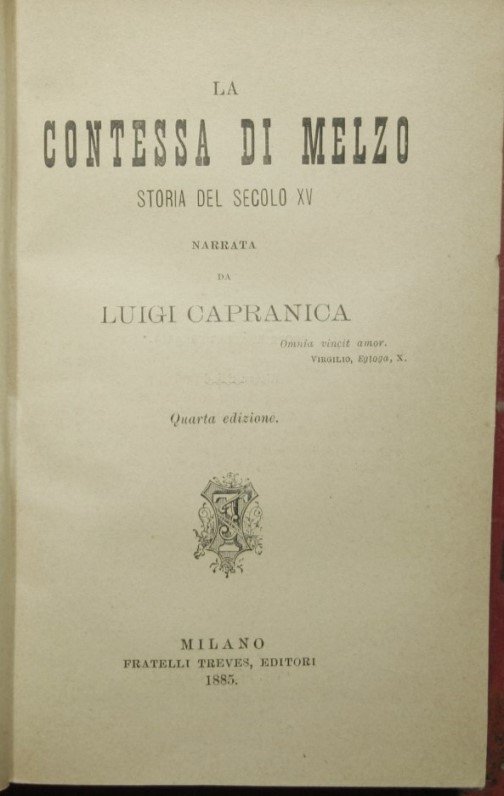 LA
CONTESSA DI MELZO
STORIA DEL SECOLO XV
NARRATA
DA
LUIGI CAPRANICA
Omnia vincit amor.
VIRGILIO, Egloga, X.
Quarta edizione.
MILANO
FRATELLI TREVES, EDITORI
1885.